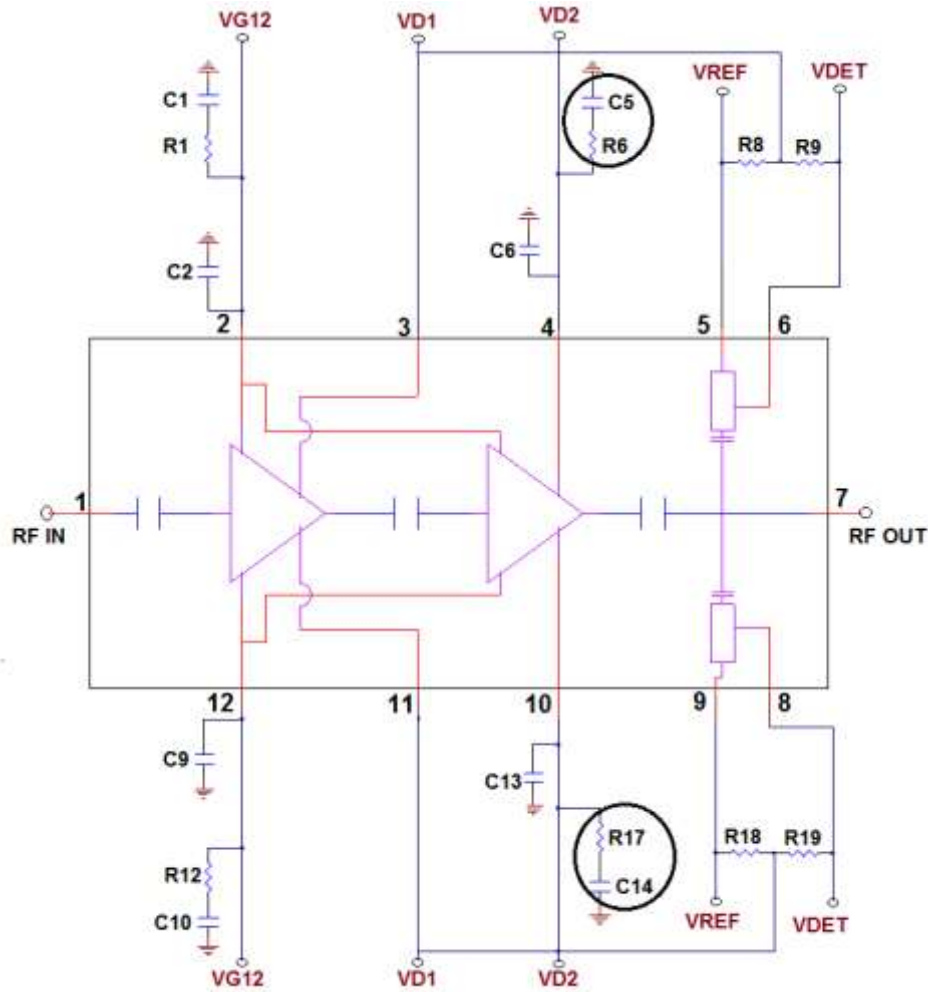 VG12 VD1 VD2
VREF VDET
C1 C5
R1 R6 R8 R9
C6
C2
2 3 4 5 6
1 7
RF IN RF OUT
12 11 10 9 8
C9
C13
R17 R18 R19
R12
C14
C10 VREF VDET
VG12 VD1 VD2